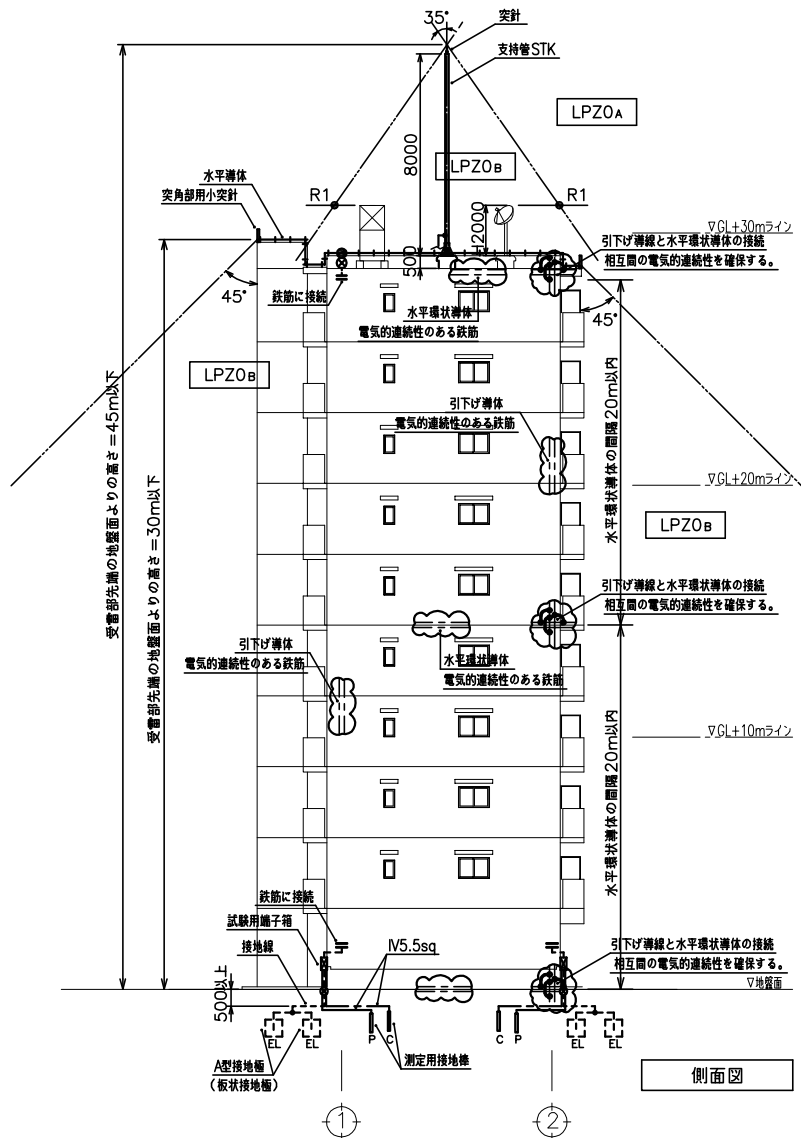 35°
突針
支持管STK
LPZ0A
8000
LPZ0B
水平導体
突角部用小突針
R1
R1
H2000
500
▽GL+30mライン
引下げ導線と水平環状導体の接続
相互間の電気的連続性を確保する。
45°
鉄筋に接続
水平環状導体
電気的連続性のある鉄筋
45°
LPZ0B
受雷部先端の地盤面よりの高さ=45m以下
引下げ導体
電気的連続性のある鉄筋
水平環状導体の間隔20m以内
受雷部先端の地盤面よりの高さ=30m以下
▽GL+20mライン
LPZ0B
引下げ導線と水平環状導体の接続
相互間の電気的連続性を確保する。
引下げ導体
電気的連続性のある鉄筋
水平環状導体
電気的連続性のある鉄筋
▽GL+10mライン
水平環状導体の間隔20m以内
鉄筋に接続
試験用端子箱
接地線
IV5.5sq
引下げ導線と水平環状導体の接続
相互間の電気的連続性を確保する。
▽地盤面
500以上
EL
EL
P
C
C
P
EL
EL
A型接地極
(板状接地極)
測定用接地棒
側面図
1
2